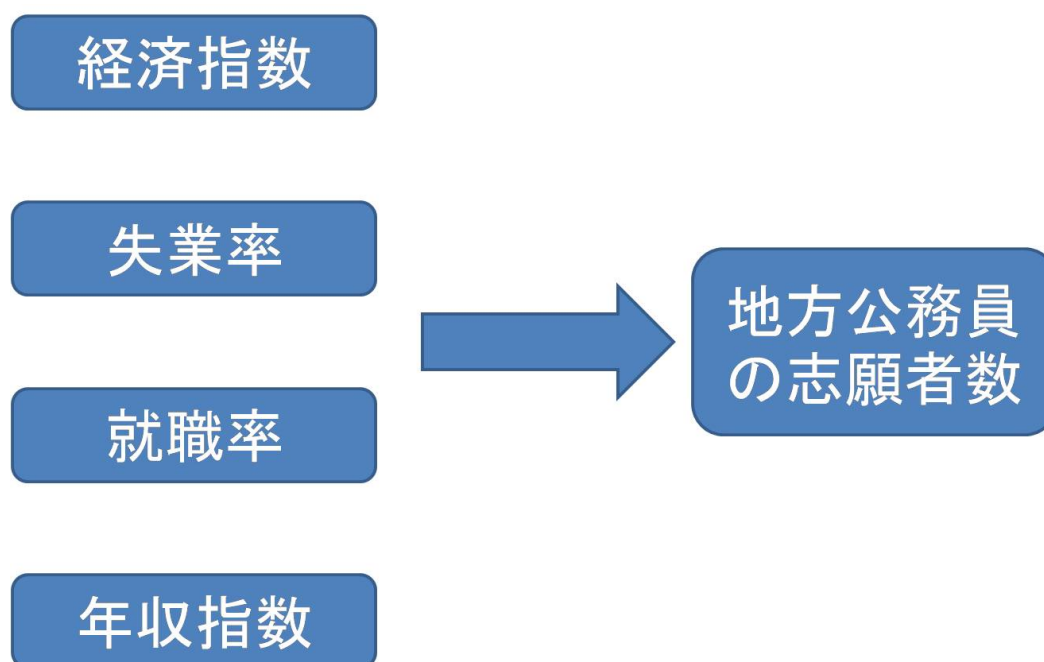 経済指数
失業率
就職率
年収指数
地方公務員
の志願者数